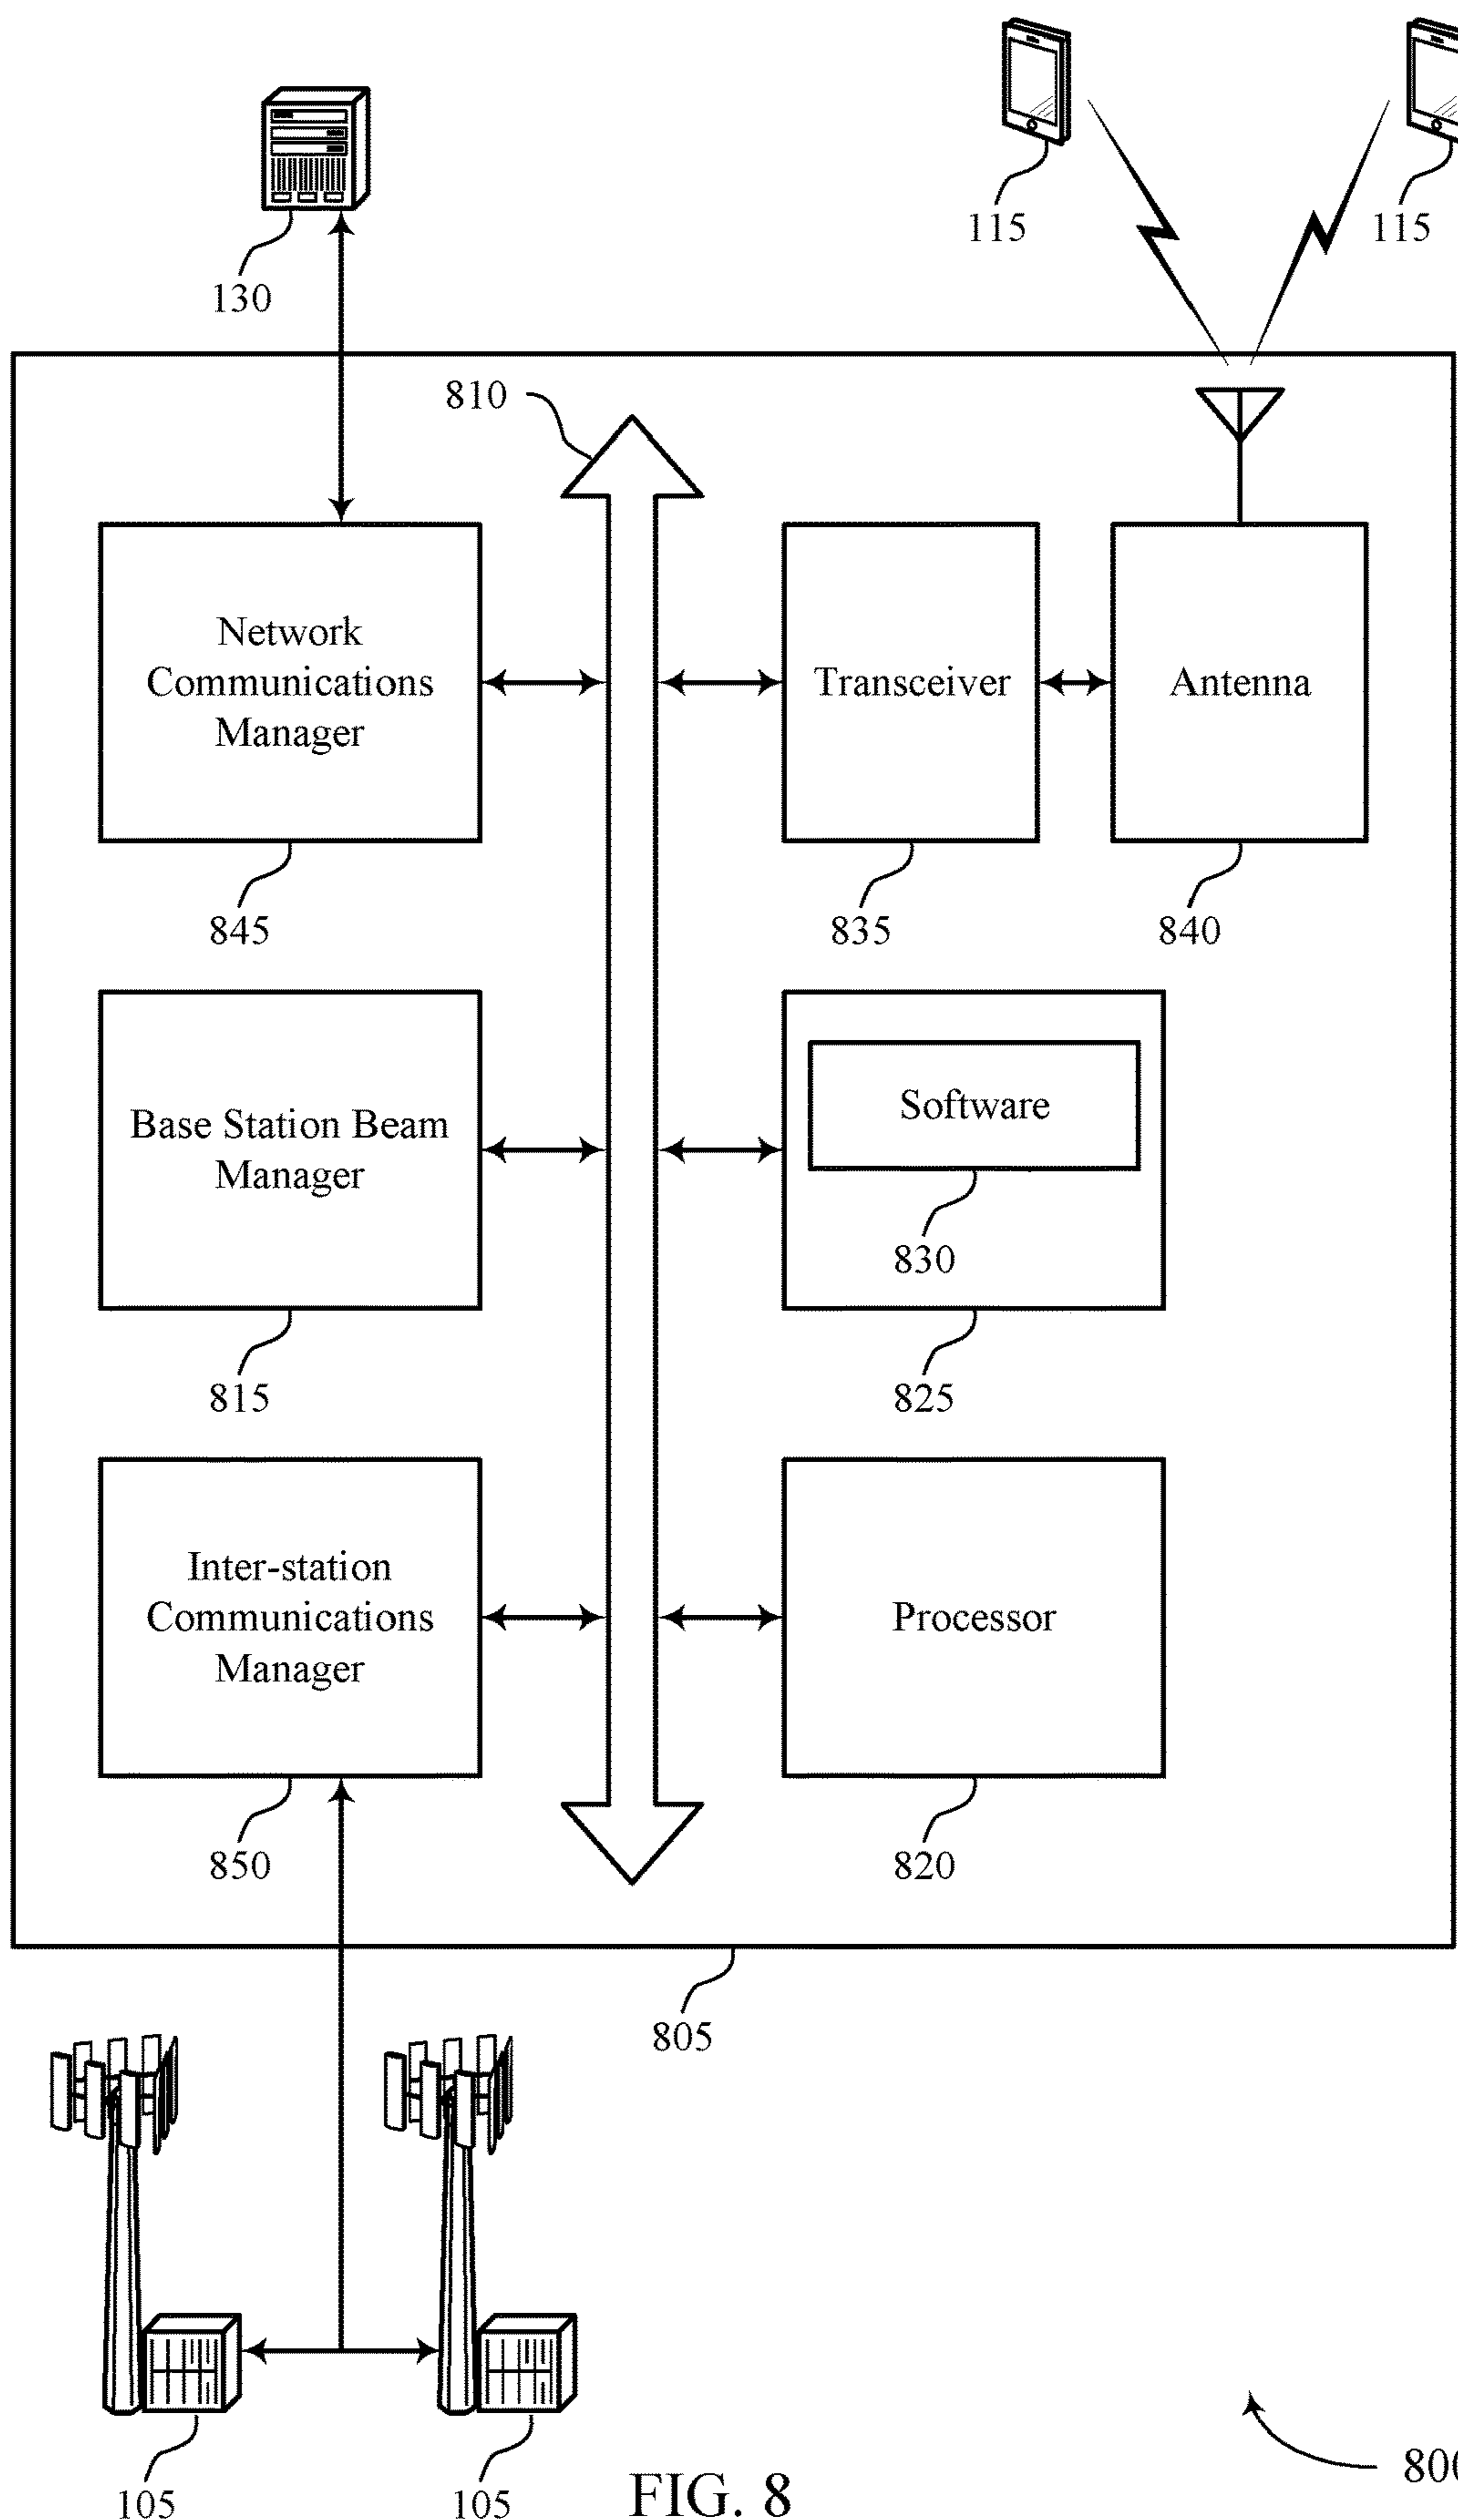 115
115
130
810
Network
Communications
Manager
Transceiver
Antenna
845
835
840
Base Station Beam
Manager
Software
830
815
825
Inter-station
Communications
Manager
Processor
850
820
805
800
105
105
FIG. 8